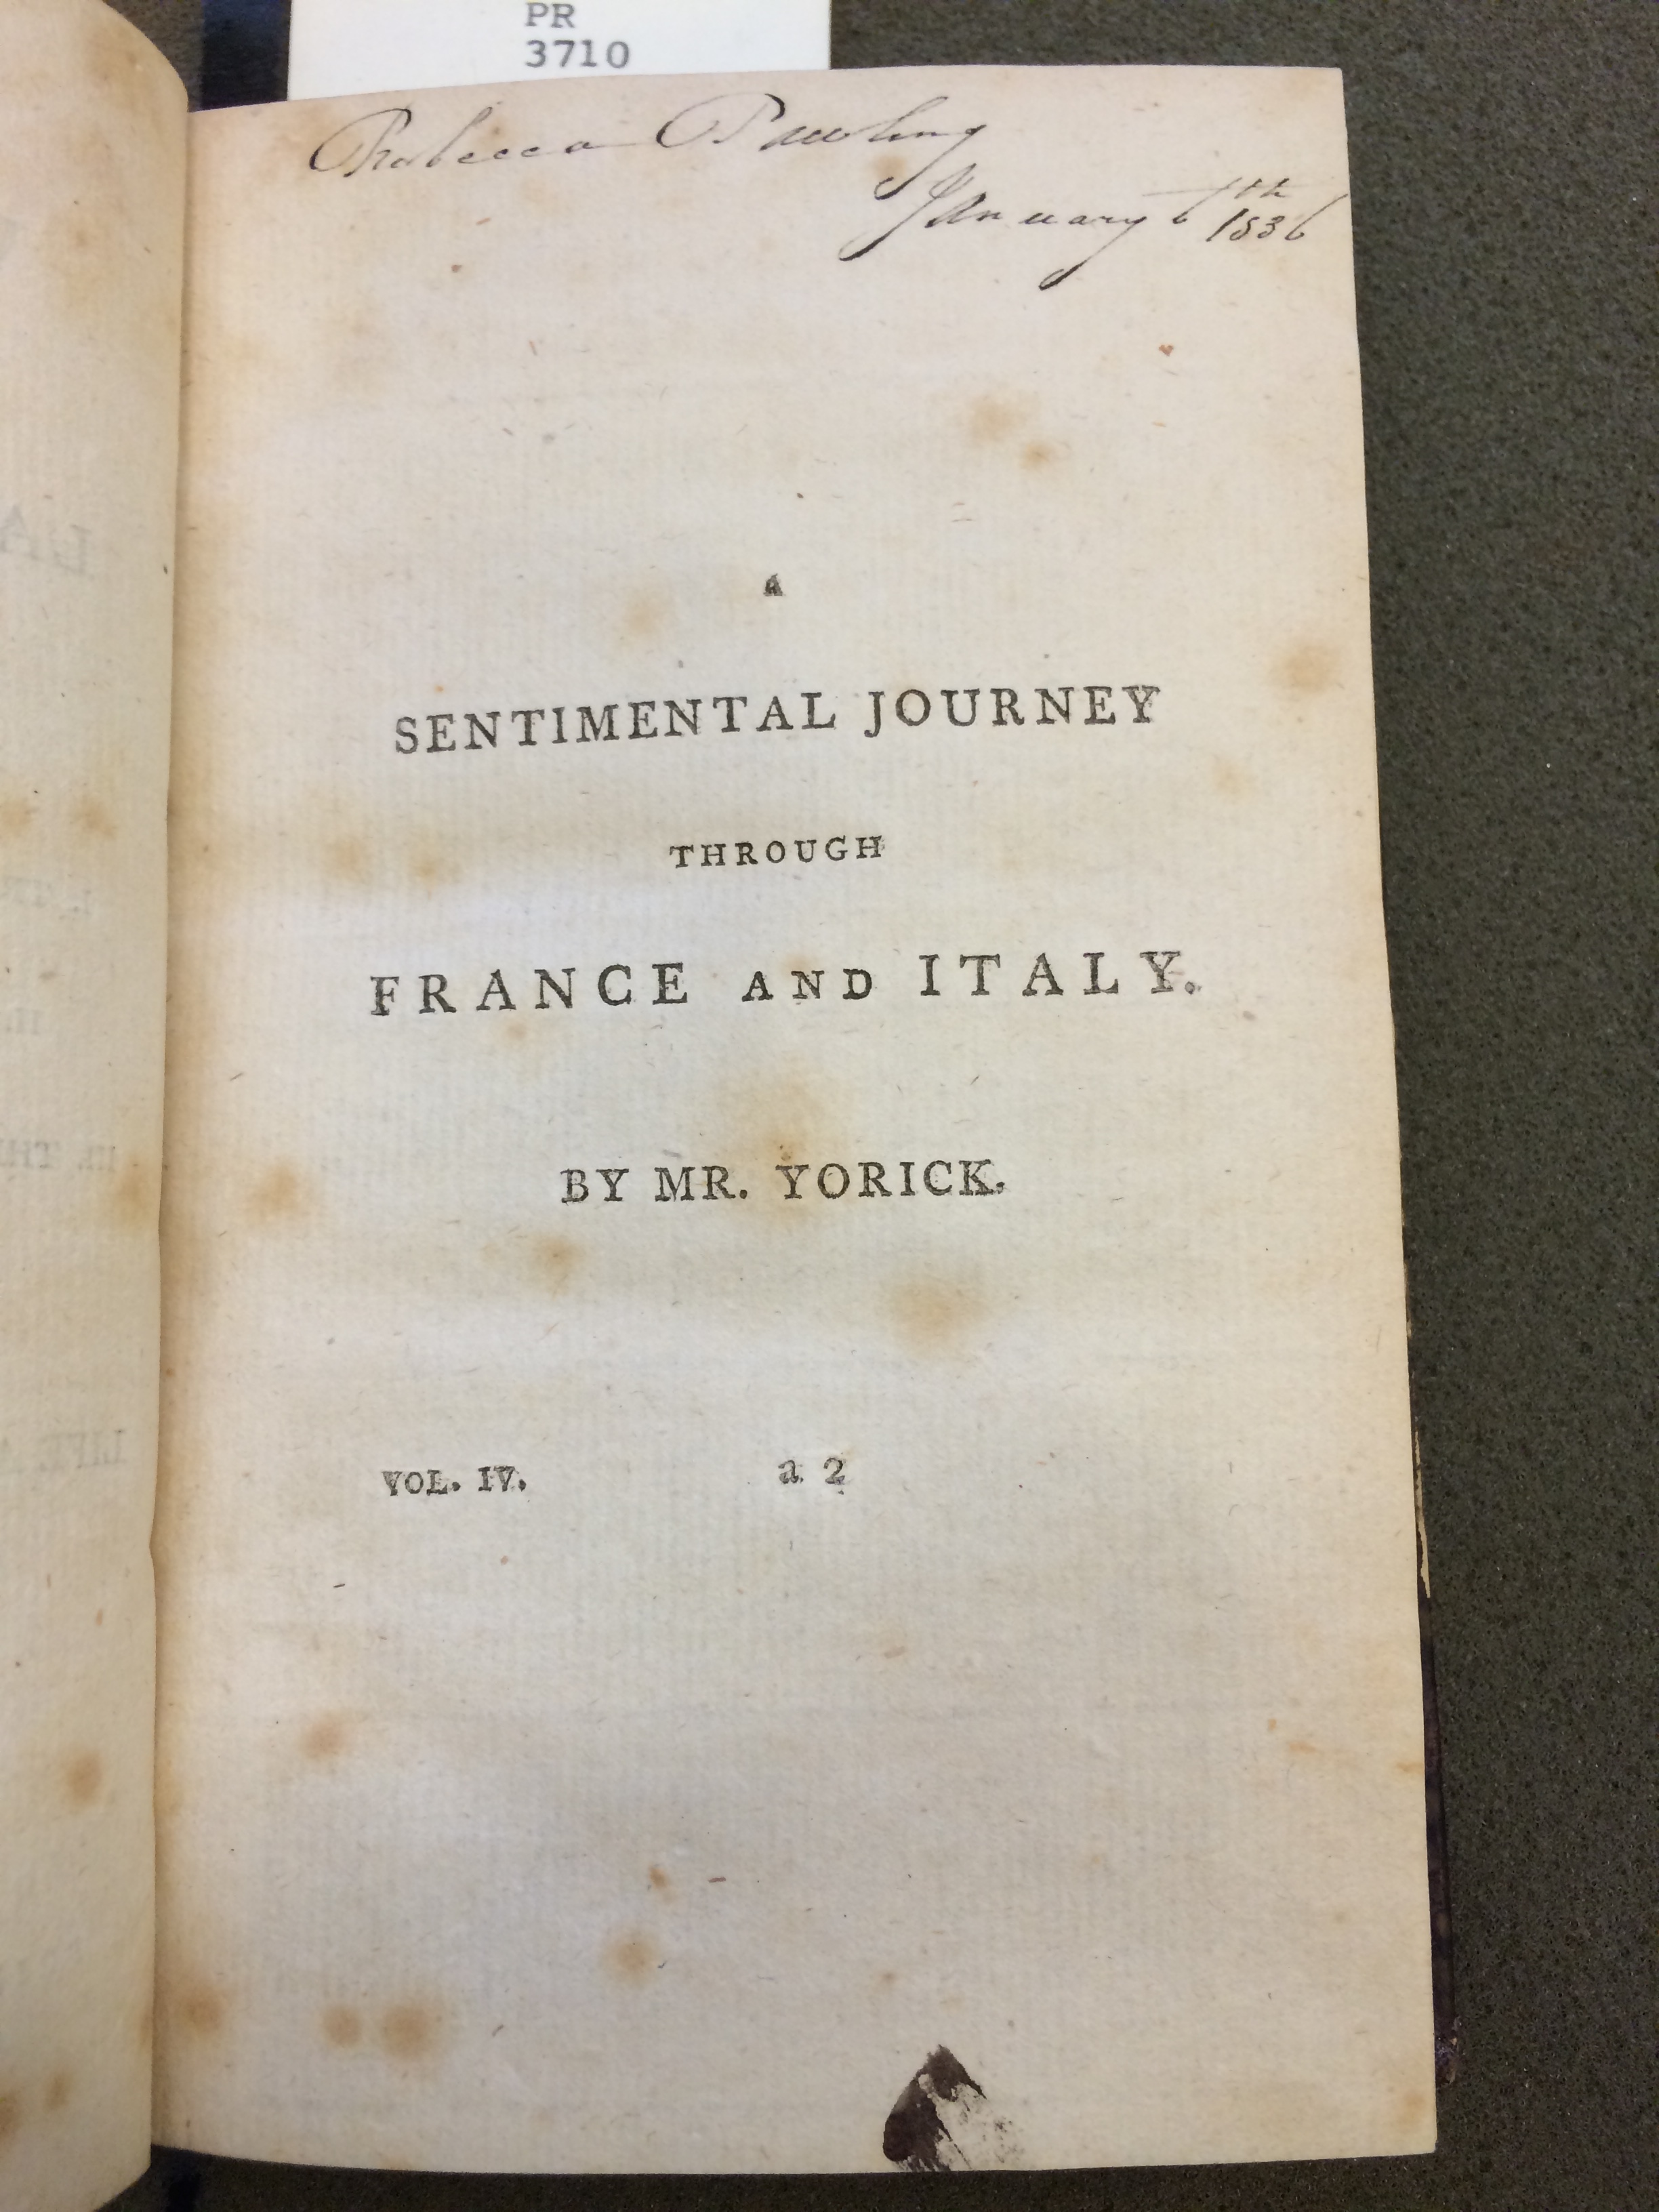 PR
3710
Rebecca Pawling
January 6th
1836
A
SENTIMENTAL JOURNEY
THROUGH
FRANCE AND ITALY.
BY MR. YORICK.
VOL. IV. a 2